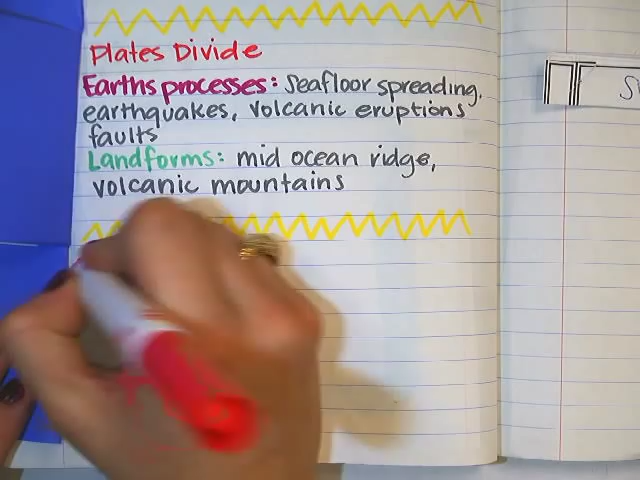 Plates Divide
Earths processes: Seafloor spreading,
earthquakes, volcanic eruptions
faults
Landforms: mid ocean ridge,
volcanic mountains